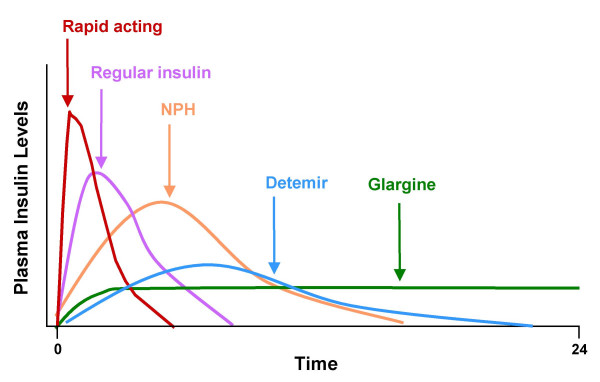 Rapid acting
Regular insulin
NPH
Detemir
Glargine
Plasma Insulin Levels
0
24
Time